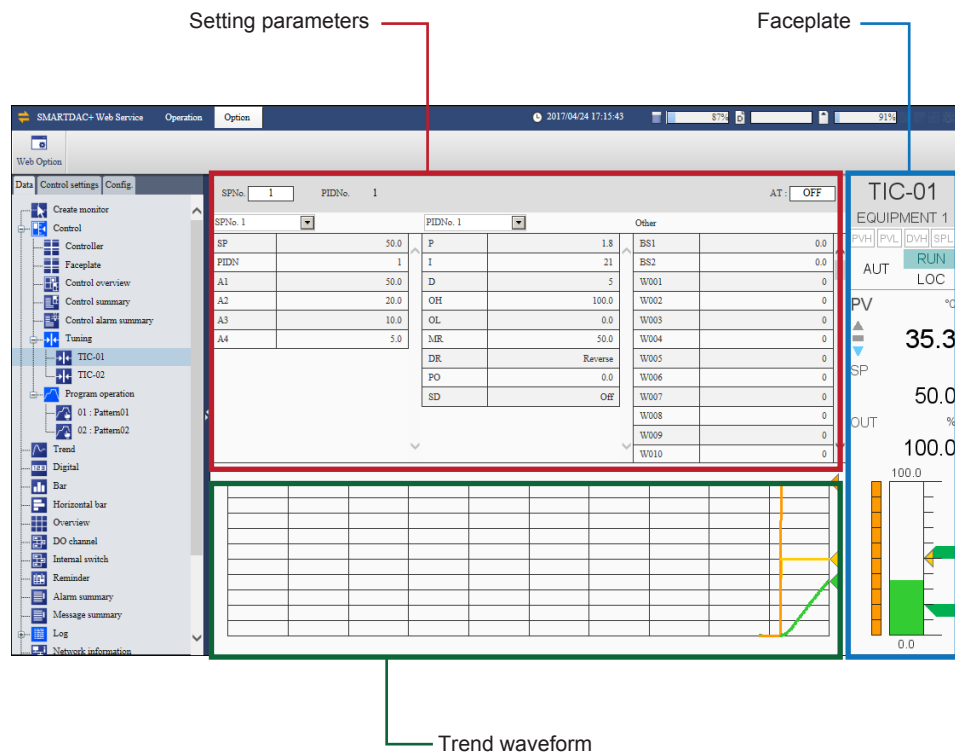 Setting parameters
Faceplate
SMARTDAC+ Web Service Operation Option 2017/04/24 17:15:43 87% D 91%
Web Option
Data Control settings Config.
Create monitor
Control
Controller
Faceplate
Control overview
Control summary
Control alarm summary
Tuning
TIC-01
TIC-02
Program operation
01 : Pattern01
02 : Pattern02
Trend
Digital
Bar
Horizontal bar
Overview
DO channel
Internal switch
Reminder
Alarm summary
Message summary
Log
Network information
SPNo. 1 PIDNo. 1 AT : OFF
SPNo. 1 PIDNo. 1 Other
SP 50.0 P 1.8 BS1 0.0
PIDN 1 I 21 BS2 0.0
A1 50.0 D 5 W001 0
A2 20.0 OH 100.0 W002 0
A3 10.0 OL 0.0 W003 0
A4 5.0 MR 50.0 W004 0
DR Reverse W005 0
PO 0.0 W006 0
SD Off W007 0
W008 0
W009 0
W010 0
TIC-01
EQUIPMENT 1
PVH PVL DVH SPL
AUT RUN
LOC
PV °C
35.3
SP
50.0
OUT %
100.0
100.0
0.0
Trend waveform